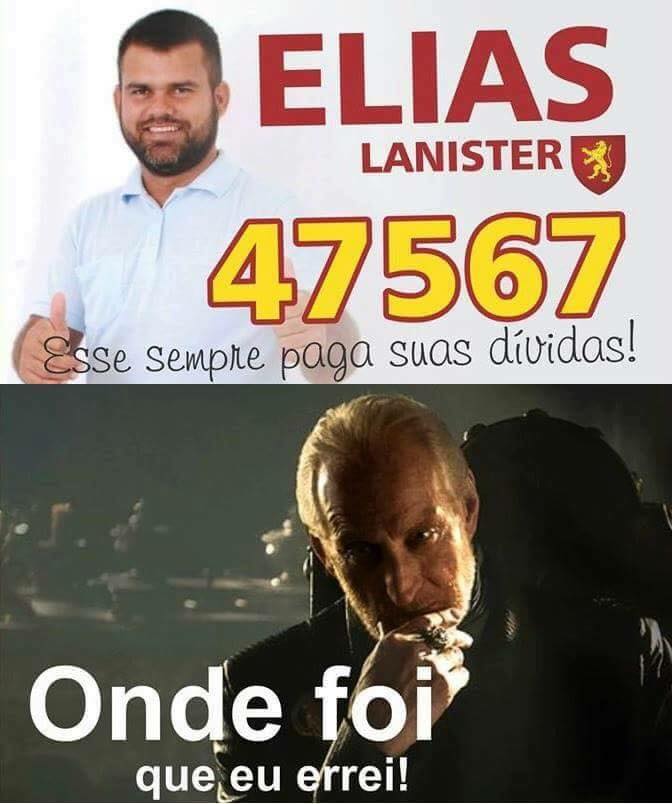 ELIAS
LANISTER
47567
Esse sempre paga suas dívidas!
Onde foi
que eu errei!